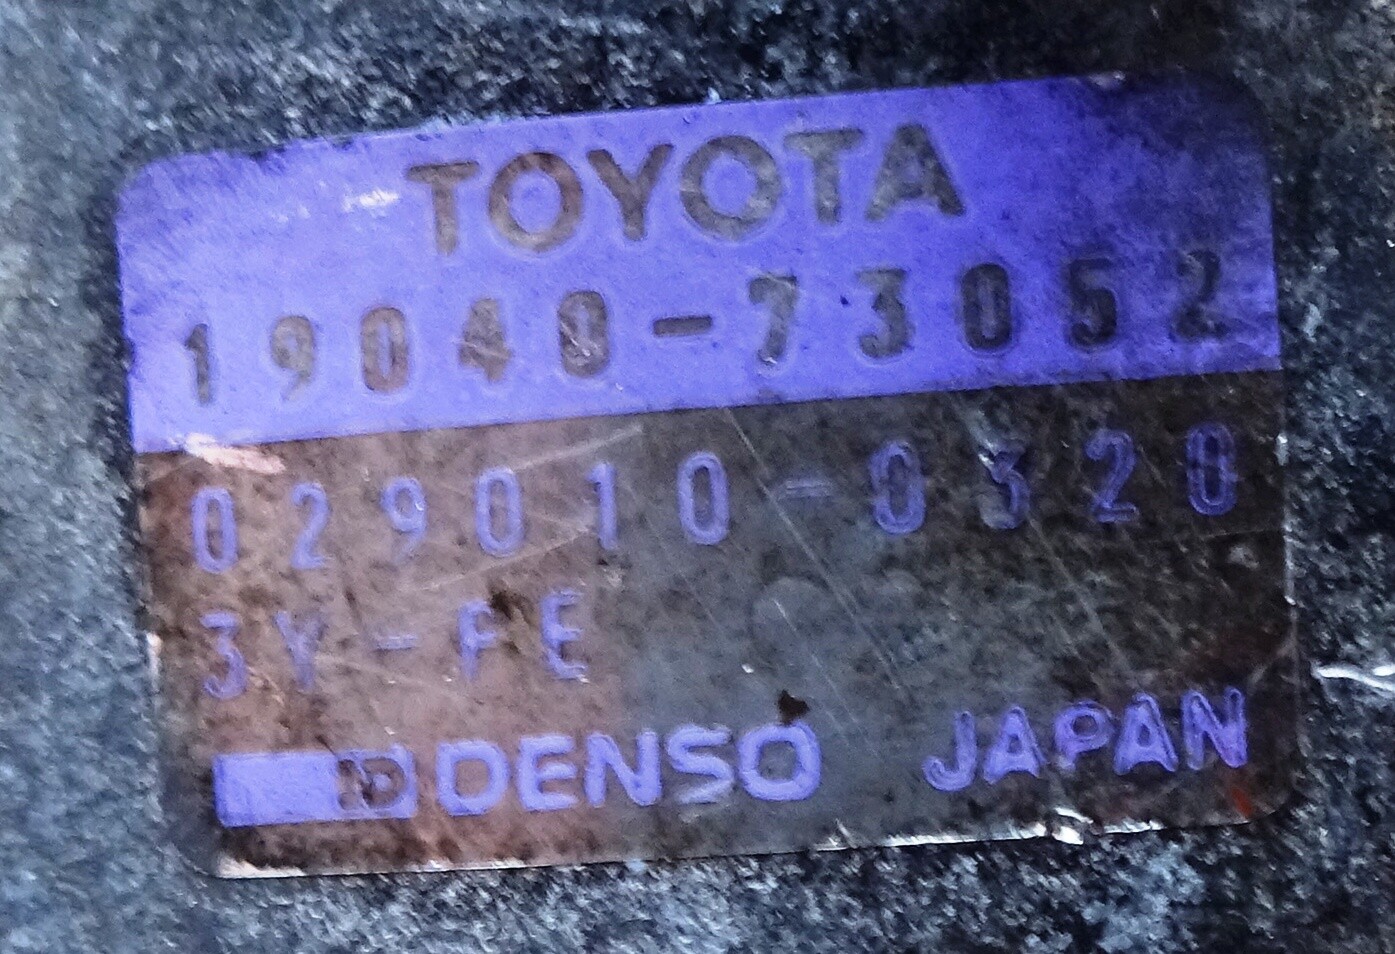 TOYOTA
19040-73052
029010-0320
3Y-FE
D DENSO JAPAN